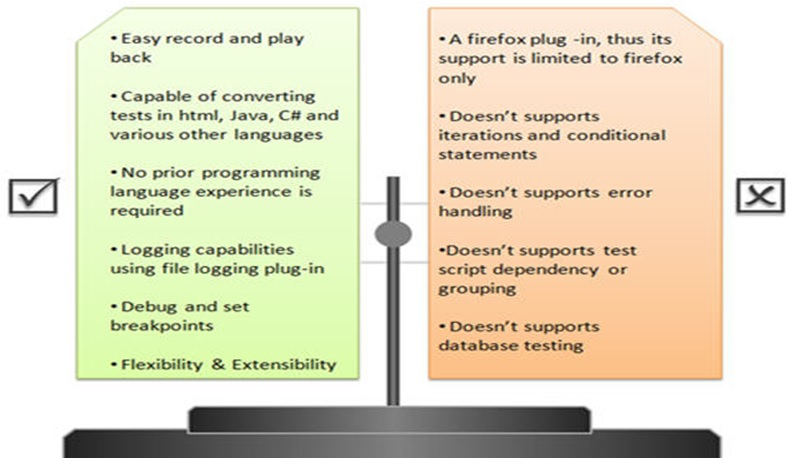 • Easy record and play
back
• Capable of converting
tests in html, Java, C# and
various other languages
• No prior programming
language experience is
required
• Logging capabilities
using file logging plug-in
• Debug and set
breakpoints
• Flexibility & Extensibility
• A firefox plug -in, thus its
support is limited to firefox
only
• Doesn't supports
iterations and conditional
statements
• Doesn't supports error
handling
•Doesn't supports test
script dependency or
grouping
• Doesn't supports
database testing